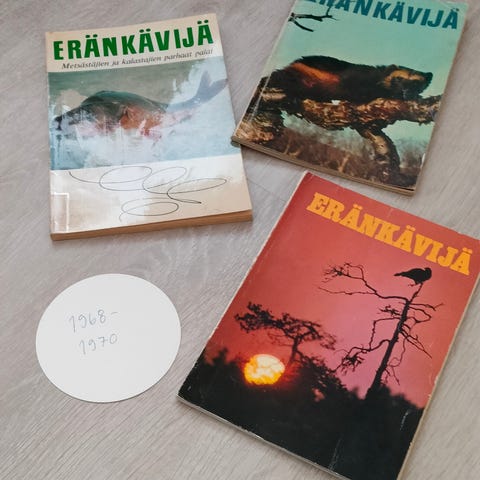 ERÄNKÄVIJÄ
Metsästäjien ja kalastajien parhaat palat
ERÄNKÄVIJÄ
ERÄNKÄVIJÄ
1968-
1970